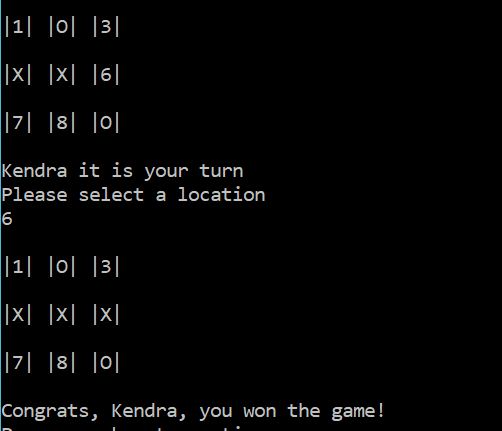 |1| |O| |3|
|X| |X| |6|
|7| |8| |O|
Kendra it is your turn
Please select a location
6
|1| |O| |3|
|X| |X| |X|
|7| |8| |O|
Congrats, Kendra, you won the game!